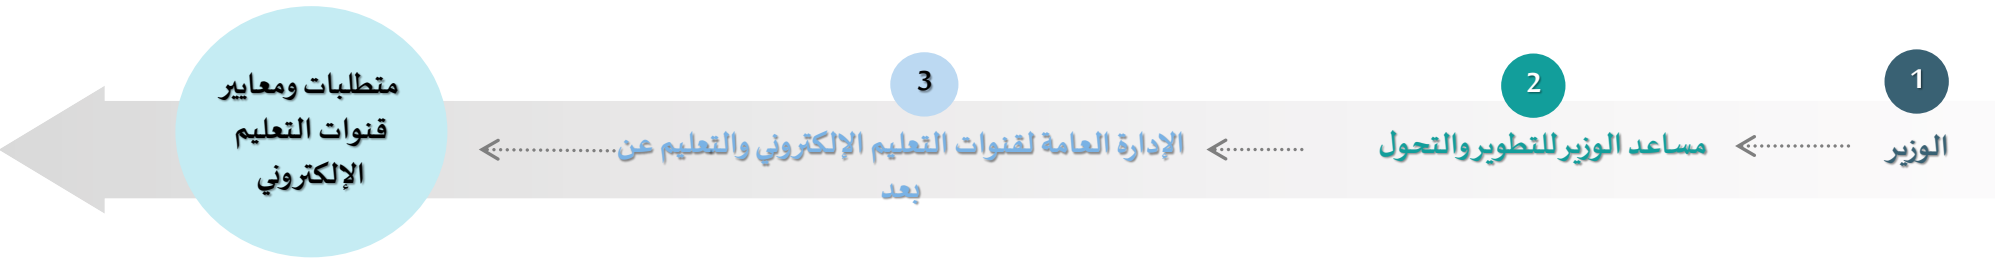 1
الوزير
2
مساعد الوزير للتطوير والتحول
3
الإدارة العامة لقنوات التعليم الإلكتروني والتعليم عن
بعد
متطلبات ومعايير
قنوات التعليم
الإلكتروني